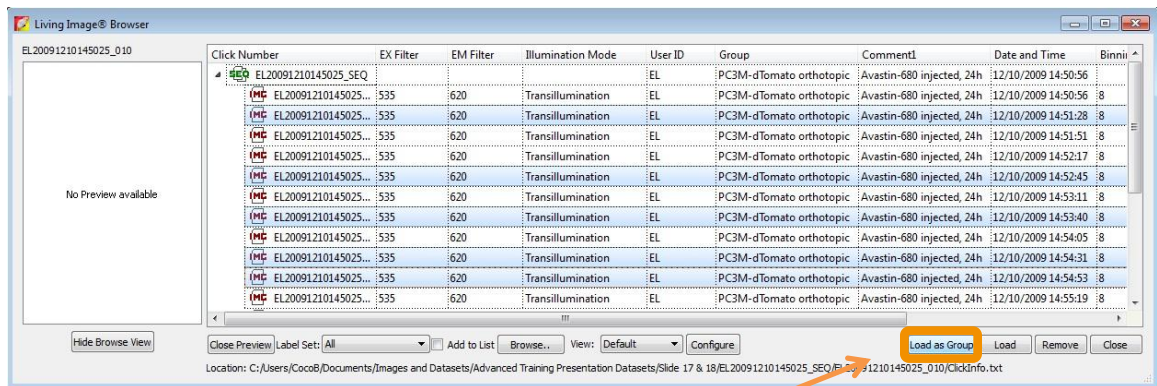 Living Image® Browser
EL20091210145025_010
Click Number EX Filter EM Filter Illumination Mode User ID Group Comment1 Date and Time Binnin
SEQ EL20091210145025_SEQ EL PC3M-dTomato orthotopic Avastin-680 injected, 24h 12/10/2009 14:50:56
EL20091210145025... 535 620 Transillumination EL PC3M-dTomato orthotopic Avastin-680 injected, 24h 12/10/2009 14:50:56 8
EL20091210145025... 535 620 Transillumination EL PC3M-dTomato orthotopic Avastin-680 injected, 24h 12/10/2009 14:51:28 8
EL20091210145025... 535 620 Transillumination EL PC3M-dTomato orthotopic Avastin-680 injected, 24h 12/10/2009 14:51:51 8
EL20091210145025... 535 620 Transillumination EL PC3M-dTomato orthotopic Avastin-680 injected, 24h 12/10/2009 14:52:17 8
EL20091210145025... 535 620 Transillumination EL PC3M-dTomato orthotopic Avastin-680 injected, 24h 12/10/2009 14:52:45 8
No Preview available
EL20091210145025... 535 620 Transillumination EL PC3M-dTomato orthotopic Avastin-680 injected, 24h 12/10/2009 14:53:11 8
EL20091210145025... 535 620 Transillumination EL PC3M-dTomato orthotopic Avastin-680 injected, 24h 12/10/2009 14:53:40 8
EL20091210145025... 535 620 Transillumination EL PC3M-dTomato orthotopic Avastin-680 injected, 24h 12/10/2009 14:54:05 8
EL20091210145025... 535 620 Transillumination EL PC3M-dTomato orthotopic Avastin-680 injected, 24h 12/10/2009 14:54:31 8
EL20091210145025... 535 620 Transillumination EL PC3M-dTomato orthotopic Avastin-680 injected, 24h 12/10/2009 14:54:53 8
EL20091210145025... 535 620 Transillumination EL PC3M-dTomato orthotopic Avastin-680 injected, 24h 12/10/2009 14:55:19 8
Hide Browse View Close Preview Label Set: All Add to List Browse.. View: Default Configure Load as Group Load Remove Close
Location: C:/Users/CocoB/Documents/Images and Datasets/Advanced Training Presentation Datasets/Slide 17 & 18/EL20091210145025_SEQ/EL20091210145025_010/ClickInfo.txt